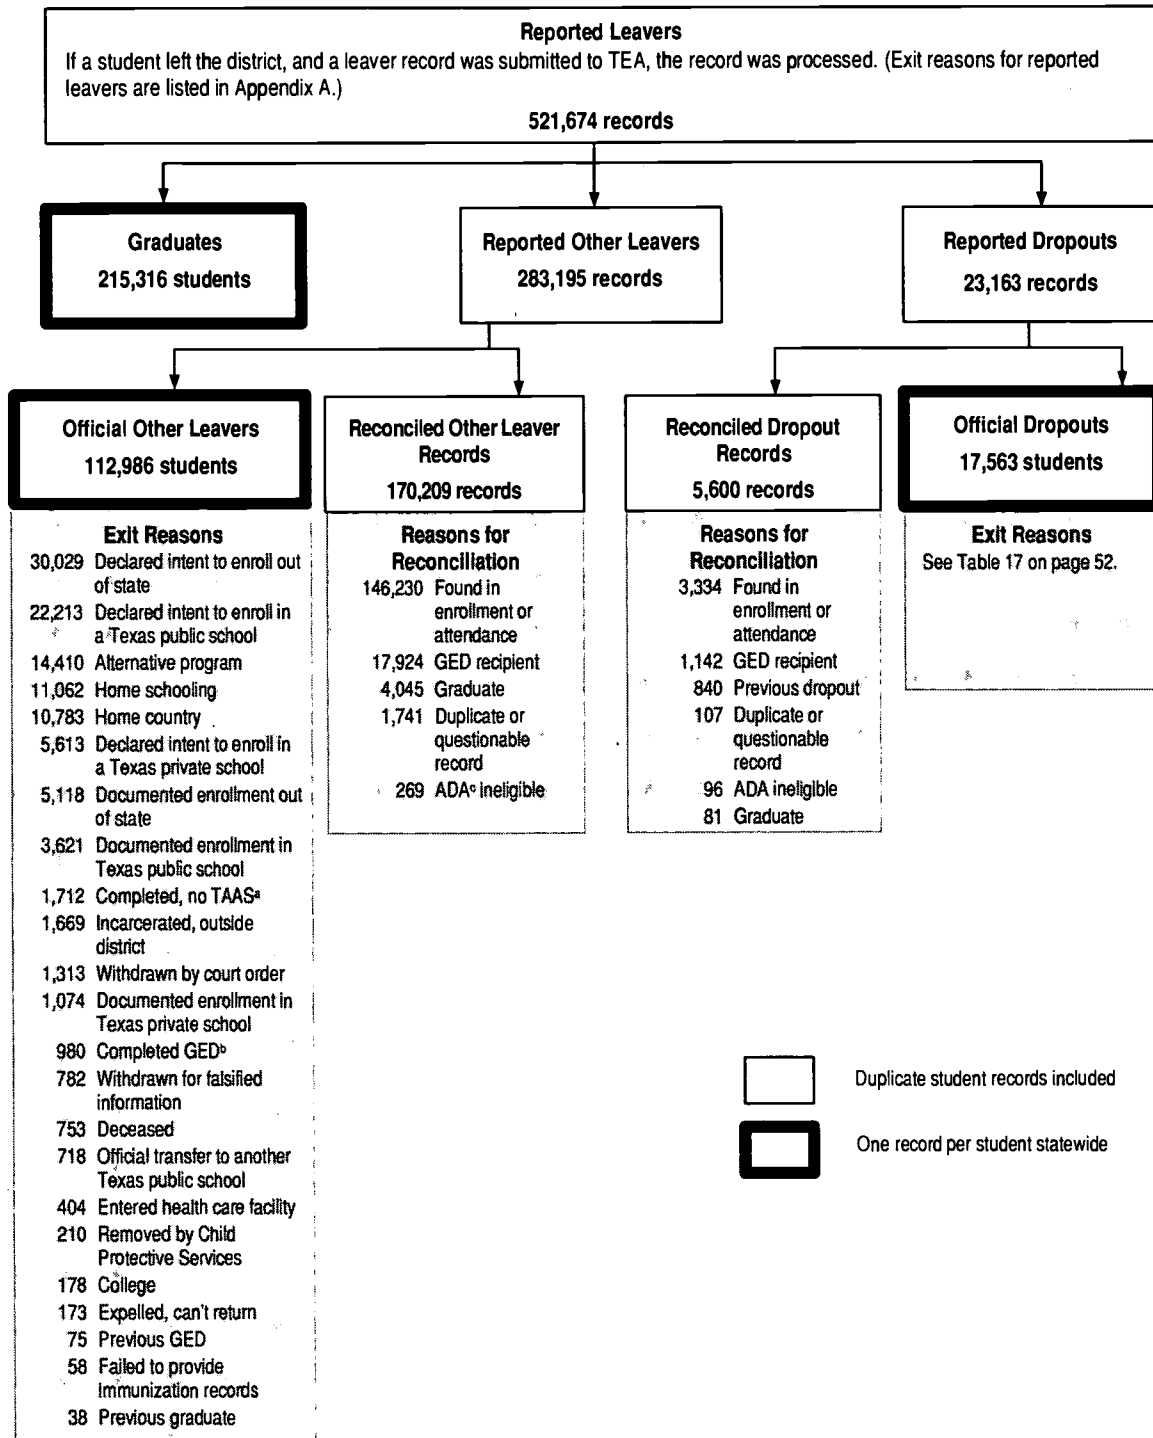 Reported Leavers
If a student left the district, and a leaver record was submitted to TEA, the record was processed. (Exit reasons for reported
leavers are listed in Appendix A.)
521,674 records
Graduates
215,316 students
Reported Other Leavers
283,195 records
Reported Dropouts
23,163 records
Official Other Leavers
112,986 students
Exit Reasons
30,029 Declared intent to enroll out
of state
22,213 Declared intent to enroll in
a Texas public school
14,410 Alternative program
11,062 Home schooling
10,783 Home country
5,613 Declared intent to enroll in
a Texas private school
5,118 Documented enrollment out
of state
3,621 Documented enrollment in
Texas public school
1,712 Completed, no TAASᵃ
1,669 Incarcerated, outside
district
1,313 Withdrawn by court order
1,074 Documented enrollment in
Texas private school
980 Completed GEDᵇ
782 Withdrawn for falsified
information
753 Deceased
718 Official transfer to another
Texas public school
404 Entered health care facility
210 Removed by Child
Protective Services
178 College
173 Expelled, can't return
75 Previous GED
58 Failed to provide
immunization records
38 Previous graduate
Reconciled Other Leaver
Records
170,209 records
Reasons for
Reconciliation
146,230 Found in
enrollment or
attendance
17,924 GED recipient
4,045 Graduate
1,741 Duplicate or
questionable
record
269 ADAᶜ ineligible
Reconciled Dropout
Records
5,600 records
Reasons for
Reconciliation
3,334 Found in
enrollment or
attendance
1,142 GED recipient
840 Previous dropout
107 Duplicate or
questionable
record
96 ADA ineligible
81 Graduate
Official Dropouts
17,563 students
Exit Reasons
See Table 17 on page 52.
Duplicate student records included
One record per student statewide